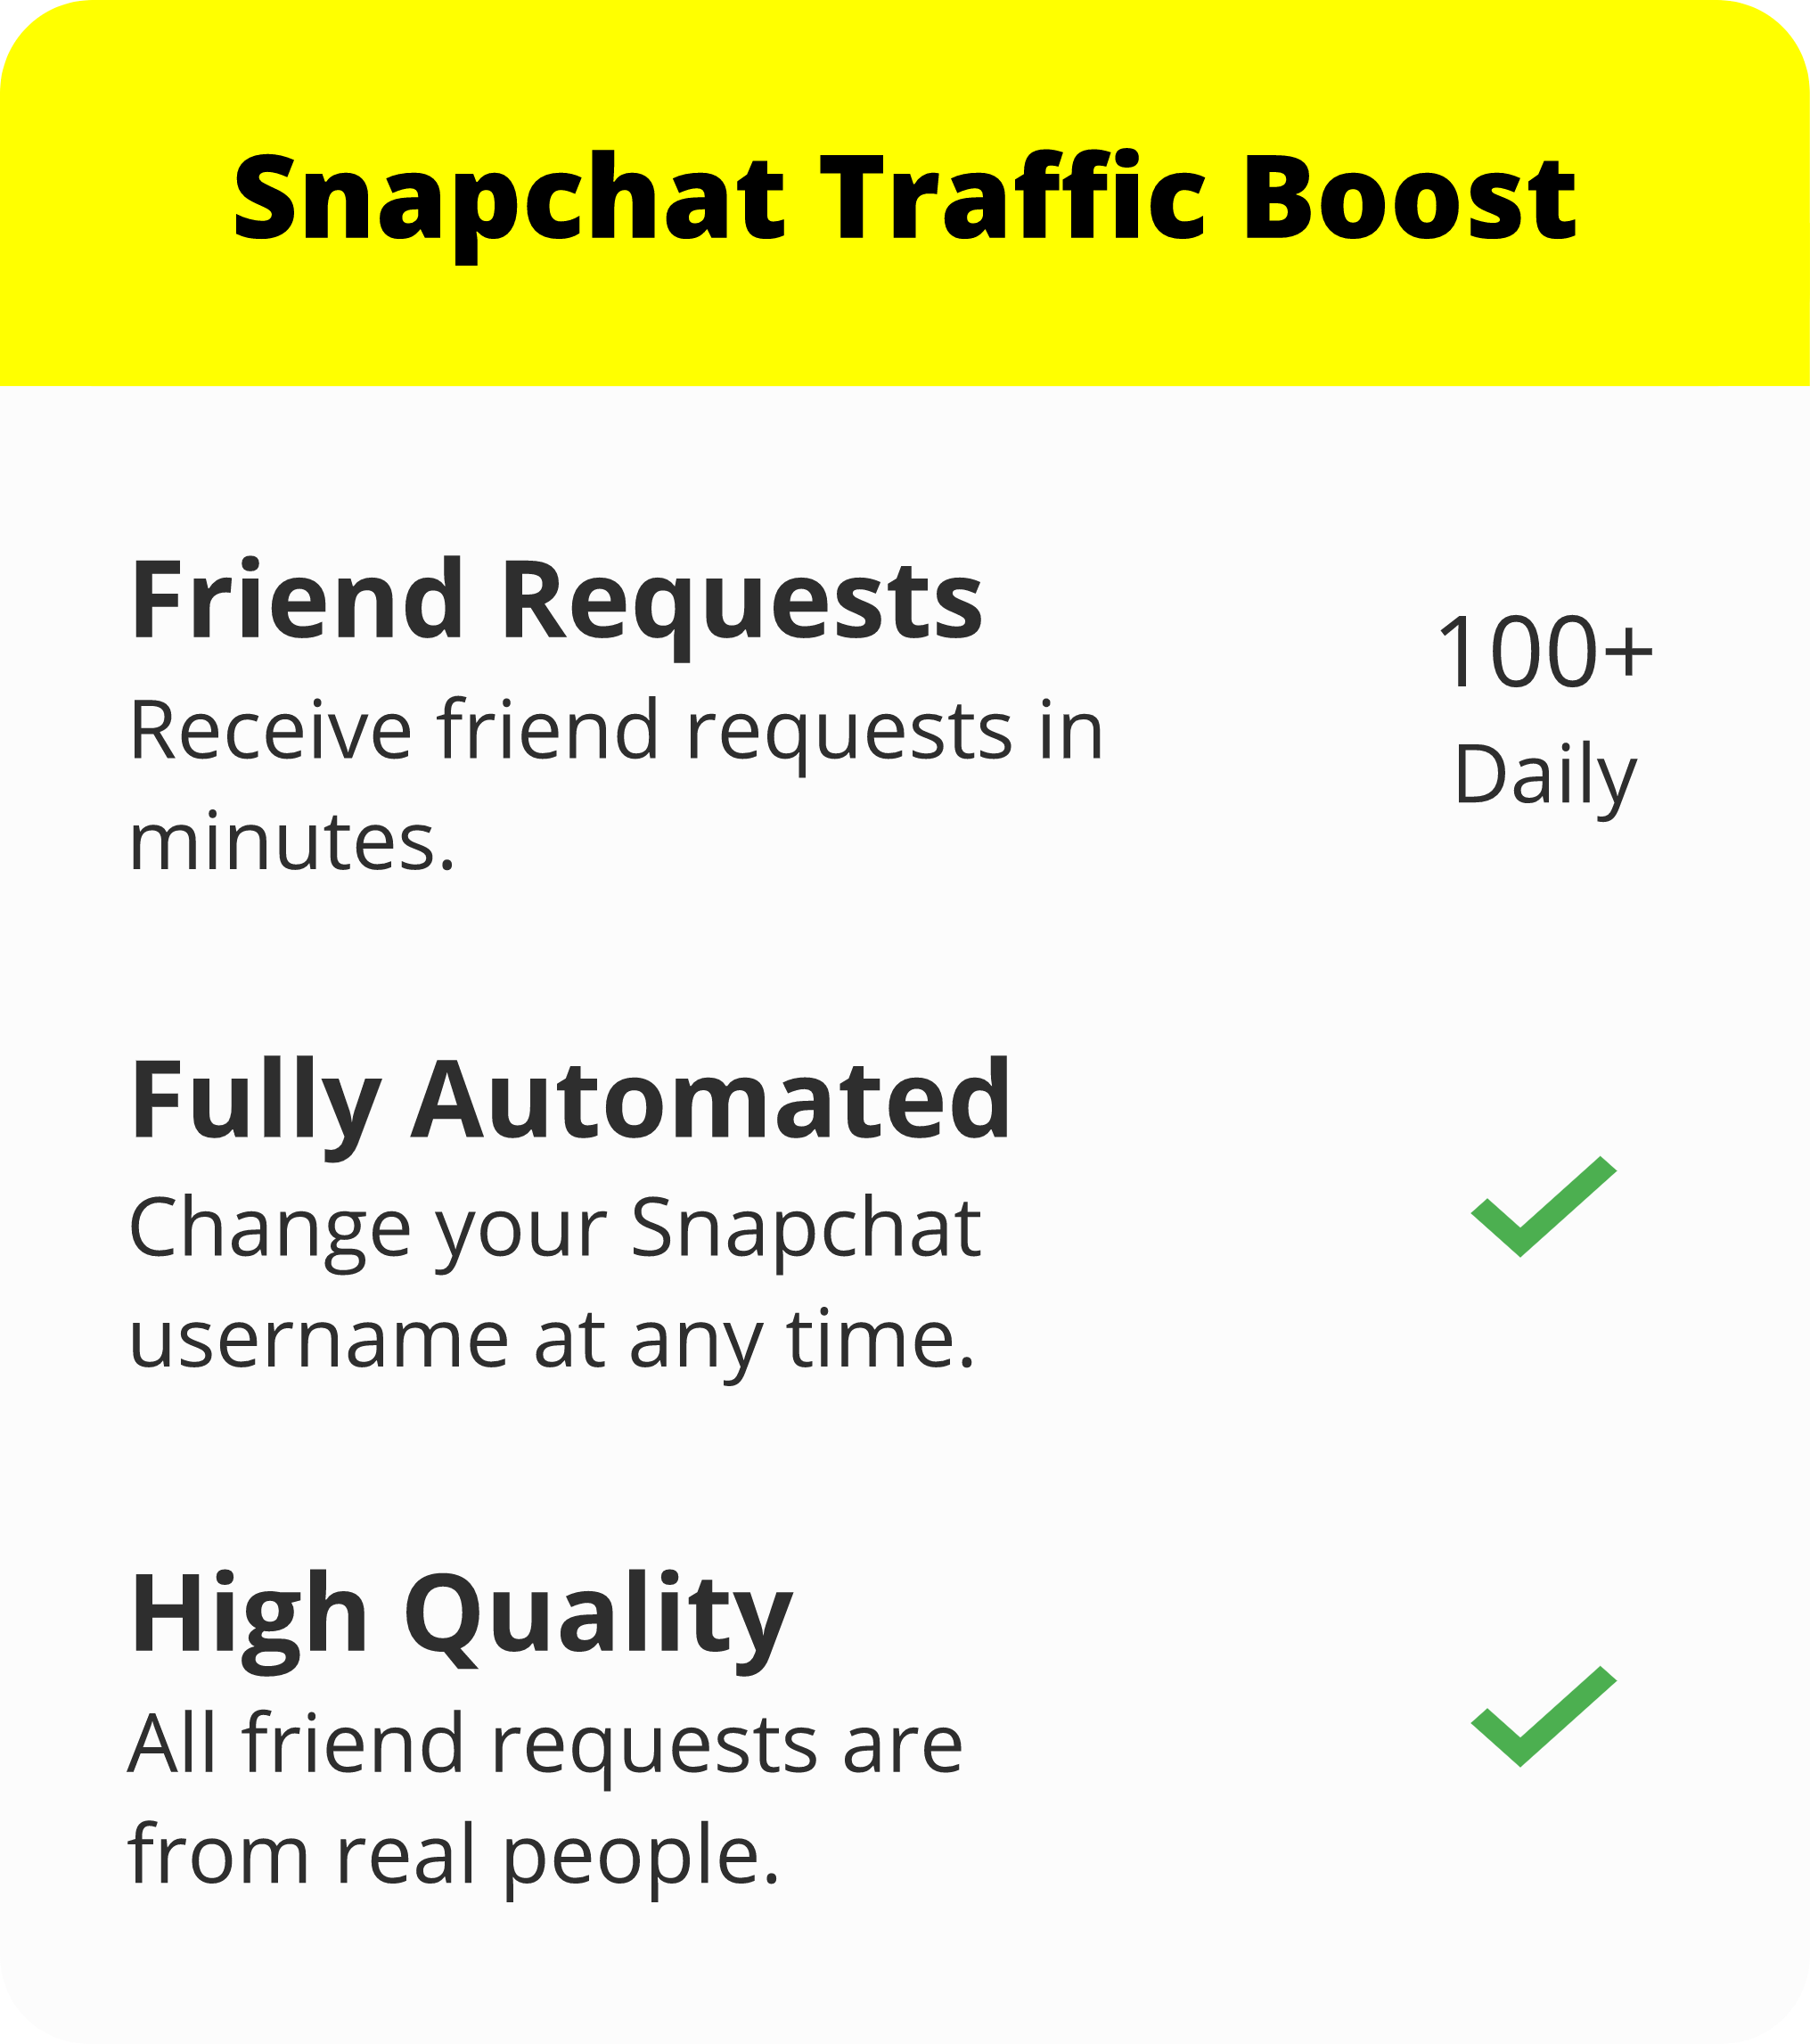 Snapchat Traffic Boost
Friend Requests
Receive friend requests in
minutes.
100+
Daily
Fully Automated
Change your Snapchat
username at any time.
High Quality
All friend requests are
from real people.